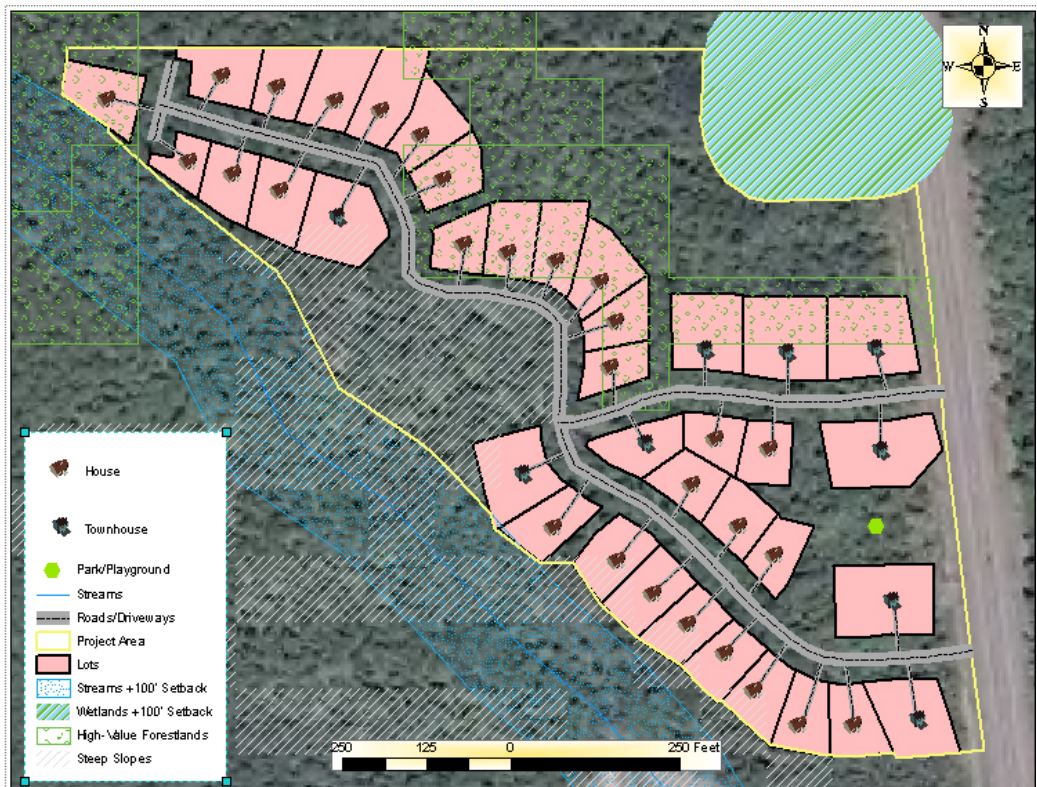 N
W E
S
House
Townhouse
Park/Playground
Streams
Roads/Driveways
Project Area
Lots
Streams +100' Setback
Wetlands +100' Setback
High-Value Forestlands
Steep Slopes
250 125 0 250 Feet